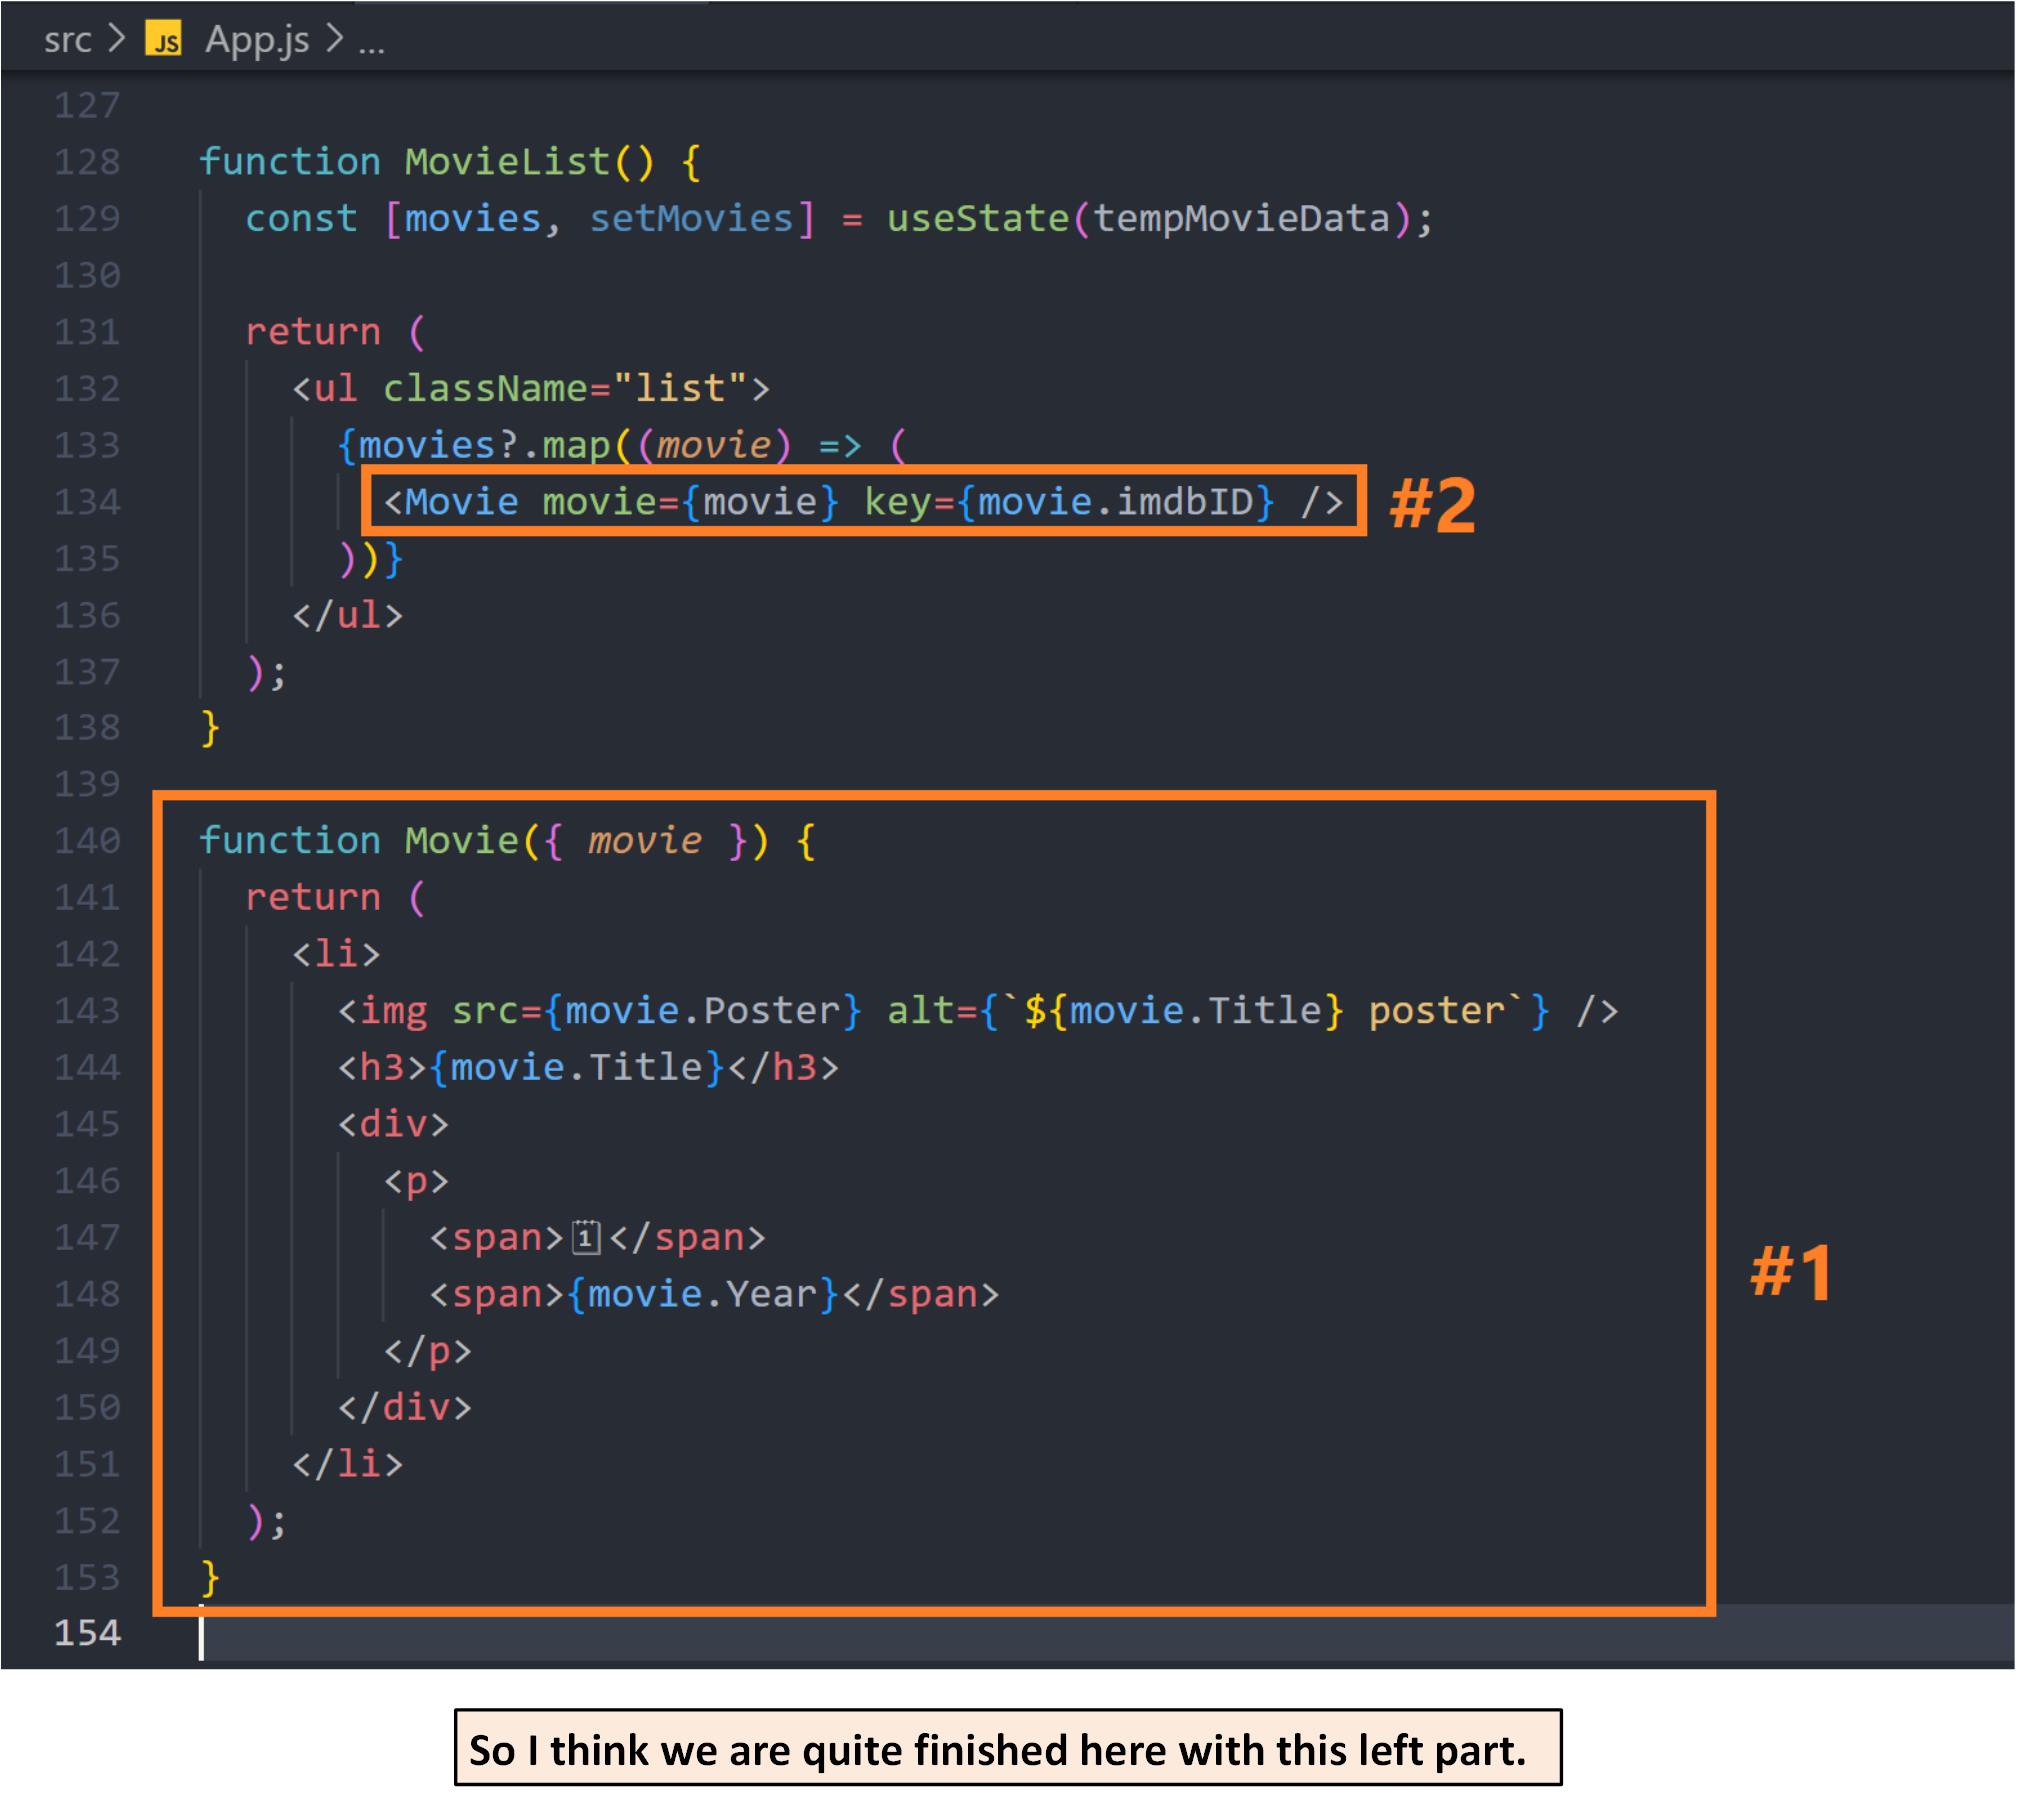 src > JS App.js > ...
127
128 function MovieList() {
129   const [movies, setMovies] = useState(tempMovieData);
130
131   return (
132     <ul className="list">
133       {movies?.map((movie) => (
134         <Movie movie={movie} key={movie.imdbID} /> #2
135       ))}
136     </ul>
137   );
138 }
139
140 function Movie({ movie }) {
141   return (
142     <li>
143       <img src={movie.Poster} alt={`${movie.Title} poster`} />
144       <h3>{movie.Title}</h3>
145       <div>
146         <p>
147           <span>🗓</span>
#1
148           <span>{movie.Year}</span>
149         </p>
150       </div>
151     </li>
152   );
153 }
154
So I think we are quite finished here with this left part.